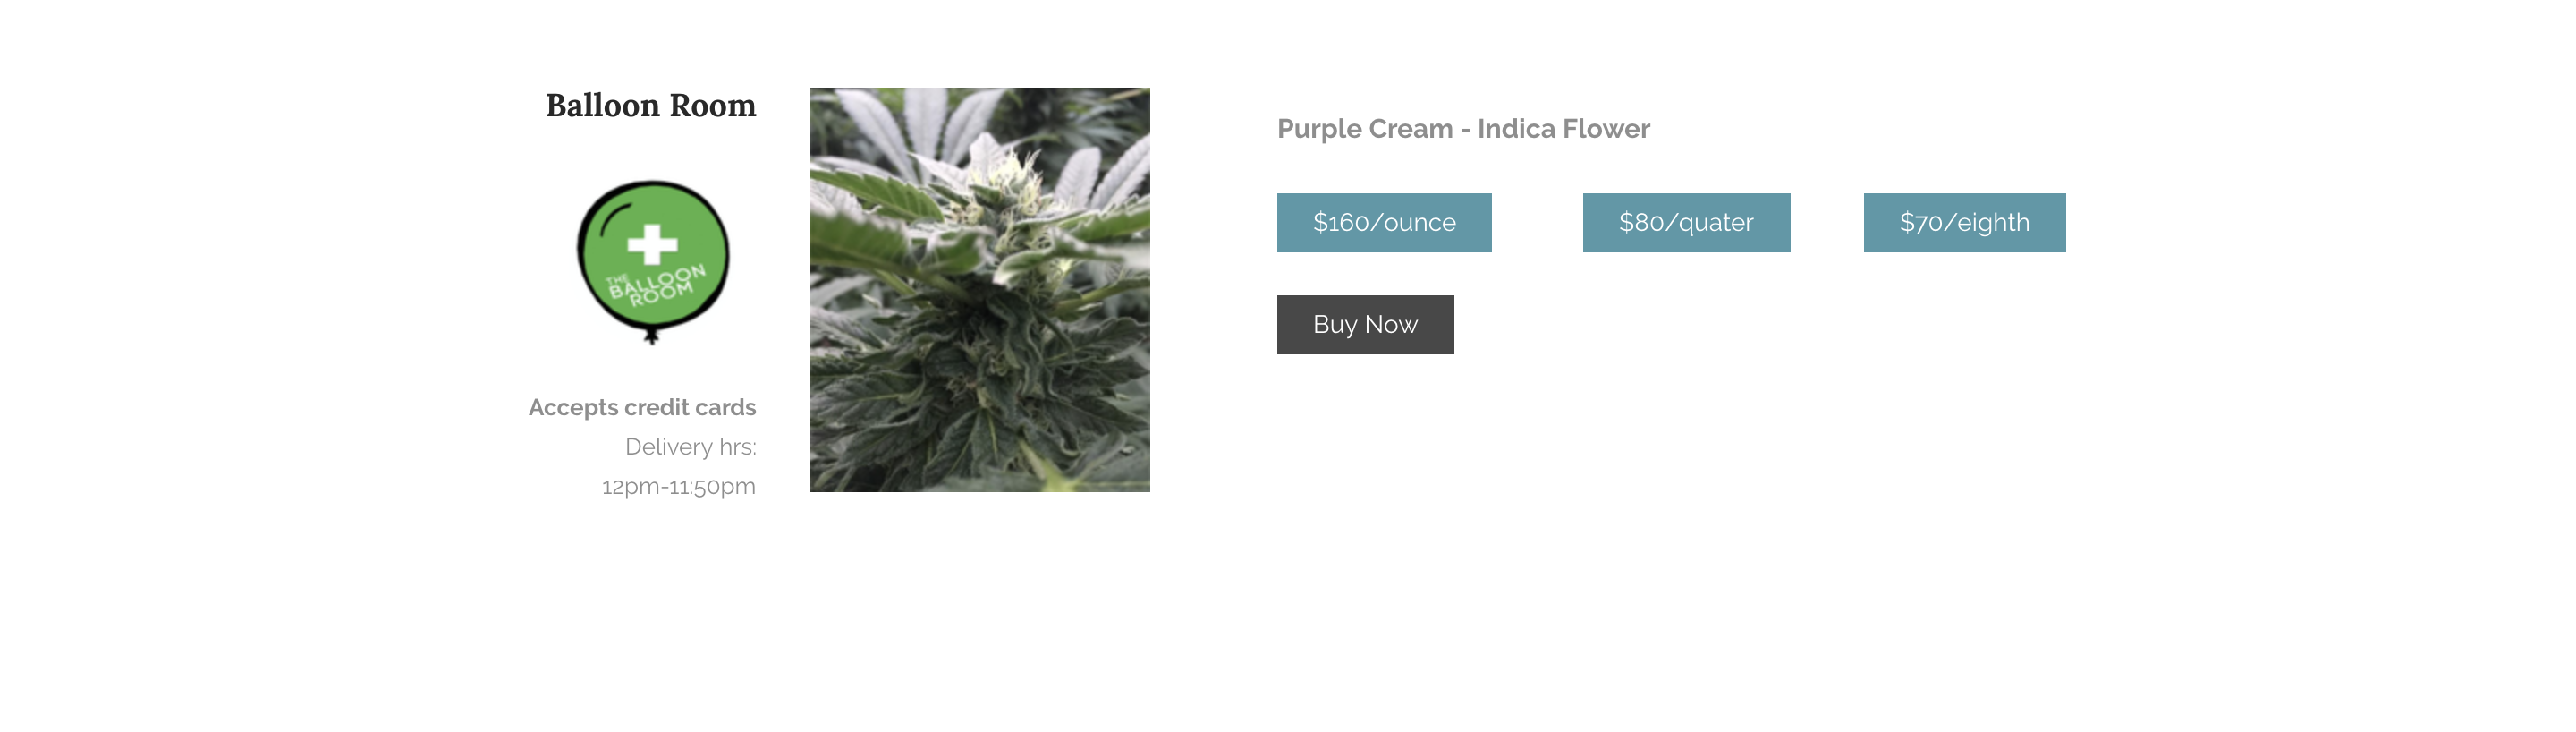 Balloon Room
THE
BALLOON
ROOM
Accepts credit cards
Delivery hrs:
12pm-11:50pm
Purple Cream - Indica Flower
$160/ounce
$80/quater
$70/eighth
Buy Now